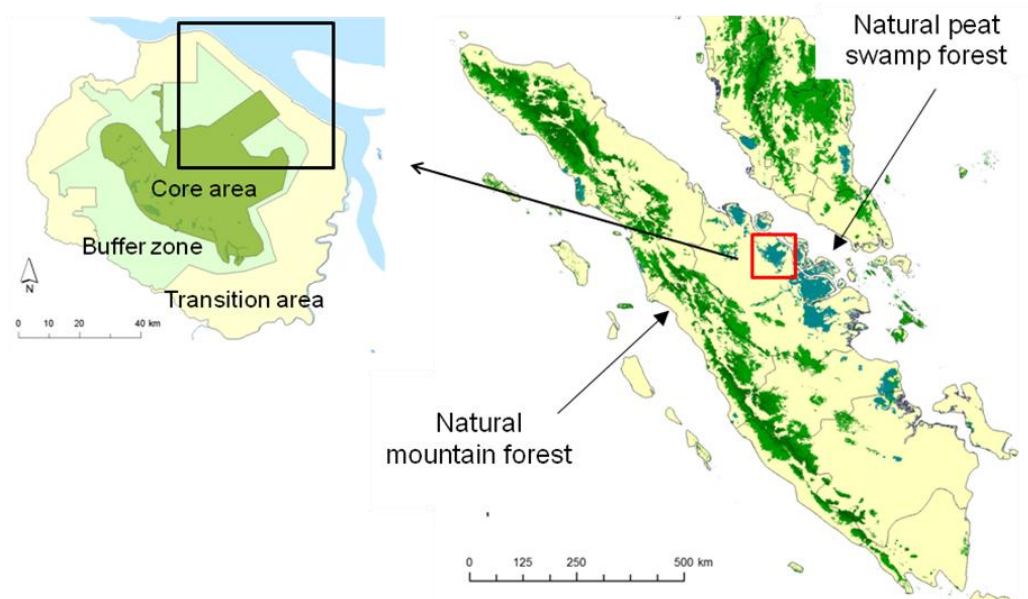 Core area
Buffer zone
Transition area
N
0 10 20 40 km
Natural peat
swamp forest
Natural
mountain forest
0 125 250 500 km